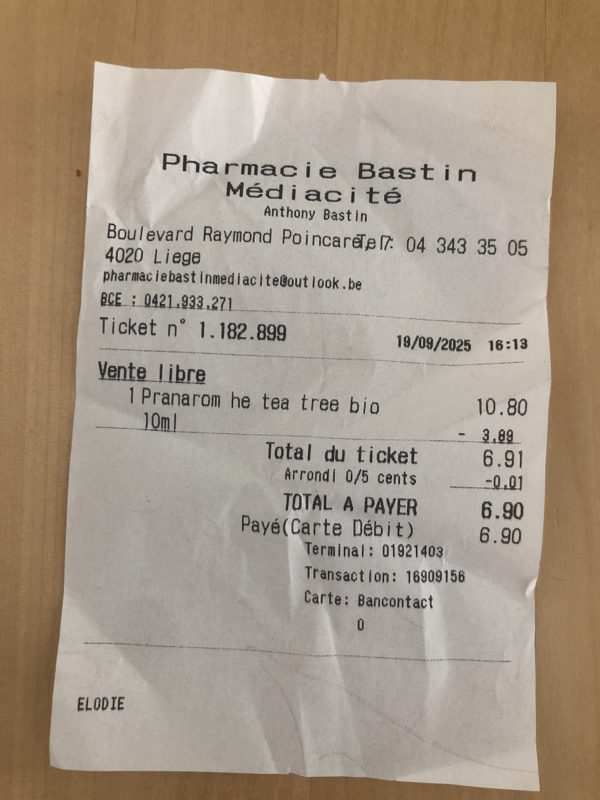 Pharmacie Bastin
Médiacité
Anthony Bastin
Boulevard Raymond Poincaré, 7 Tel: 04 343 35 05
4020 Liege
pharmaciebastinmediacite@outlook.be
BCE : 0421.933.271
Ticket n° 1.182.899 18/09/2025 16:13
Vente libre
1 Pranarom he tea tree bio 10.80
10ml - 3.89
Total du ticket 6.91
Arrondi 0/5 cents -0.01
TOTAL A PAYER 6.90
Payé(Carte Débit) 6.90
Terminal: 01921403
Transaction: 16909156
Carte: Bancontact
0
ELODIE